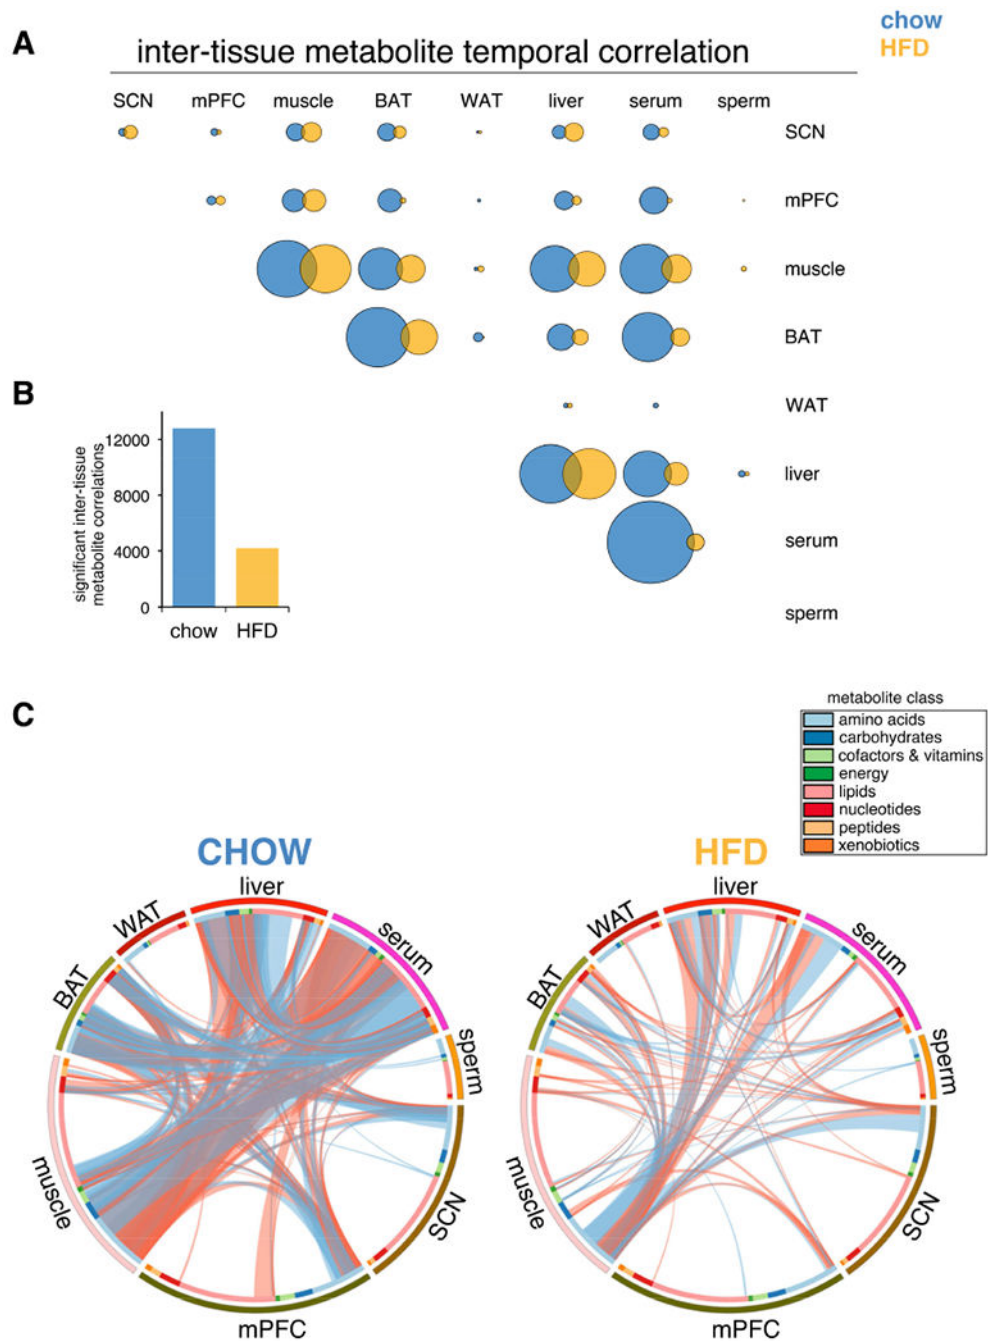 A
chow
HFD
inter-tissue metabolite temporal correlation
SCN mPFC muscle BAT WAT liver serum sperm
SCN
mPFC
muscle
BAT
WAT
liver
serum
sperm
B
significant inter-tissue
metabolite correlations
12000
8000
4000
0
chow HFD
C
metabolite class
amino acids
carbohydrates
cofactors & vitamins
energy
lipids
nucleotides
peptides
xenobiotics
CHOW
liver
serum
sperm
SCN
mPFC
muscle
BAT
WAT
HFD
liver
serum
sperm
SCN
mPFC
muscle
BAT
WAT